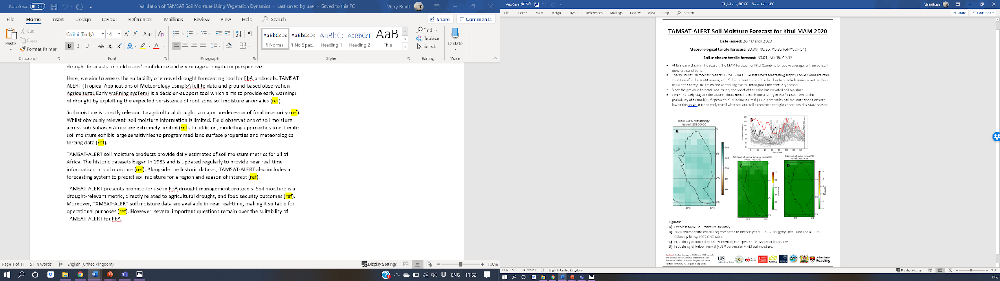 AutoSave Off
Validation of TAMSAT Soil Moisture Using Vegetation Dynamics - Last saved by user - Saved to this PC
Vicky Boult
File Home Insert Design Layout References Mailings Review View Help Search
Share Comments
Paste
Cut
Copy
Format Painter
Clipboard
Calibri (Body) 14
Font
Paragraph
AaBbCcDc AaBbCcDc AaBbCc AaBbCcE AaB
¶ Normal ¶ No Spac... Heading 1 Heading 2 Title
Styles
Find
Replace
Select
Editing
Dictate
Voice
drought forecasts to build users' confidence and encourage a long-term perspective.
Here, we aim to assess the suitability of a novel drought forecasting tool for FbA protocols. TAMSAT-
ALERT (Tropical Applications of Meteorology using SATellite data and ground-based observation –
AgriculturaL Early waRning sysTem) is a decision-support tool which aims to provide early warnings
of drought by exploiting the expected persistence of root-zone soil moisture anomalies (ref).
Soil moisture is directly relevant to agricultural drought, a major predecessor of food insecurity (ref).
Whilst obviously relevant, soil moisture information is limited. Field observations of soil moisture
across sub-Saharan Africa are extremely limited (ref). In addition, modelling approaches to estimate
soil moisture exhibit large sensitivities to programmed land surface properties and meteorological
forcing data (ref).
TAMSAT-ALERT soil moisture products provide daily estimates of soil moisture metrics for all of
Africa. The historic datasets began in 1983 and is updated regularly to provide near real-time
information on soil moisture (ref). Alongside the historic dataset, TAMSAT-ALERT also includes a
forecasting system to predict soil moisture for a region and season of interest (ref).
TAMSAT-ALERT presents promise for use in FbA drought management protocols. Soil moisture is a
drought-relevant metric, directly related to agricultural drought, and food security outcomes (ref).
Moreover, TAMSAT-ALERT soil moisture data are available in near real-time, making it suitable for
operational purposes (ref). However, several important questions remain over the suitability of
TAMSAT-ALERT for FbA.
Page 1 of 11 5118 words English (United Kingdom)
Display Settings
100%
ENG 11:52
AutoSave Off
TA_bulletin_200320 - Saved to this PC
Vicky Boult
File Home Insert Design Layout References Mailings Review View Help Search
Share Comments
TAMSAT-ALERT Soil Moisture Forecast for Kitui MAM 2020
Date issued: 26th March 2020
Meteorological tercile forecast: B0.30, N0.35, A0.35 (GHACOF 54)
Soil moisture tercile forecast: B0.01, N0.06, A0.93
At this early stage in the season, the MAM forecast for Kitui County is for above average (enhanced) soil
moisture conditions.
The soil moisture forecast reflects 1) the GHACOF 54 statement forecasting slightly above normal rainfall
conditions for the MAM season, and 2) the current state of the land surface, which remains wetter than
usual after heavy OND rains and continuing rainfall throughout the short dry season.
Since the previous forecast was issued, the onset of the rains has elevated soil moisture.
Given the early stage in the season, there remains much uncertainty in the forecast. Whilst the
probability of normal (<67th percentile) or below normal (<33rd percentile) soil moisture conditions are
low at this stage, it is too early to tell whether Kitui will experience drought conditions this MAM season.
MAM SM % climatology
Issued: 2020-3-20
A
0°
1°S
2°S
3°S
38°E 39°E
140
120
100
80
60
B
Day of year
MAM prob of normal to below-normal SM
Issued: 2020-3-20
C
Probability
MAM prob of below normal SM
Issued: 2020-3-20
D
Probability
Figures:
A) Forecast MAM soil moisture anomaly.
B) 2020 soil moisture (black line) compared to historic years 1983-2019 (grey lines). Red line = 1998
following heavy 1997 OND rains.
C) Probability of normal or below normal (<67th percentile) MAM soil moisture.
D) Probability of below normal (<33rd percentile) MAM soil moisture.
US
University of Sussex
University of
Reading
Page 1 of 1 243 words English (United Kingdom)
Display Settings
90%
11:52